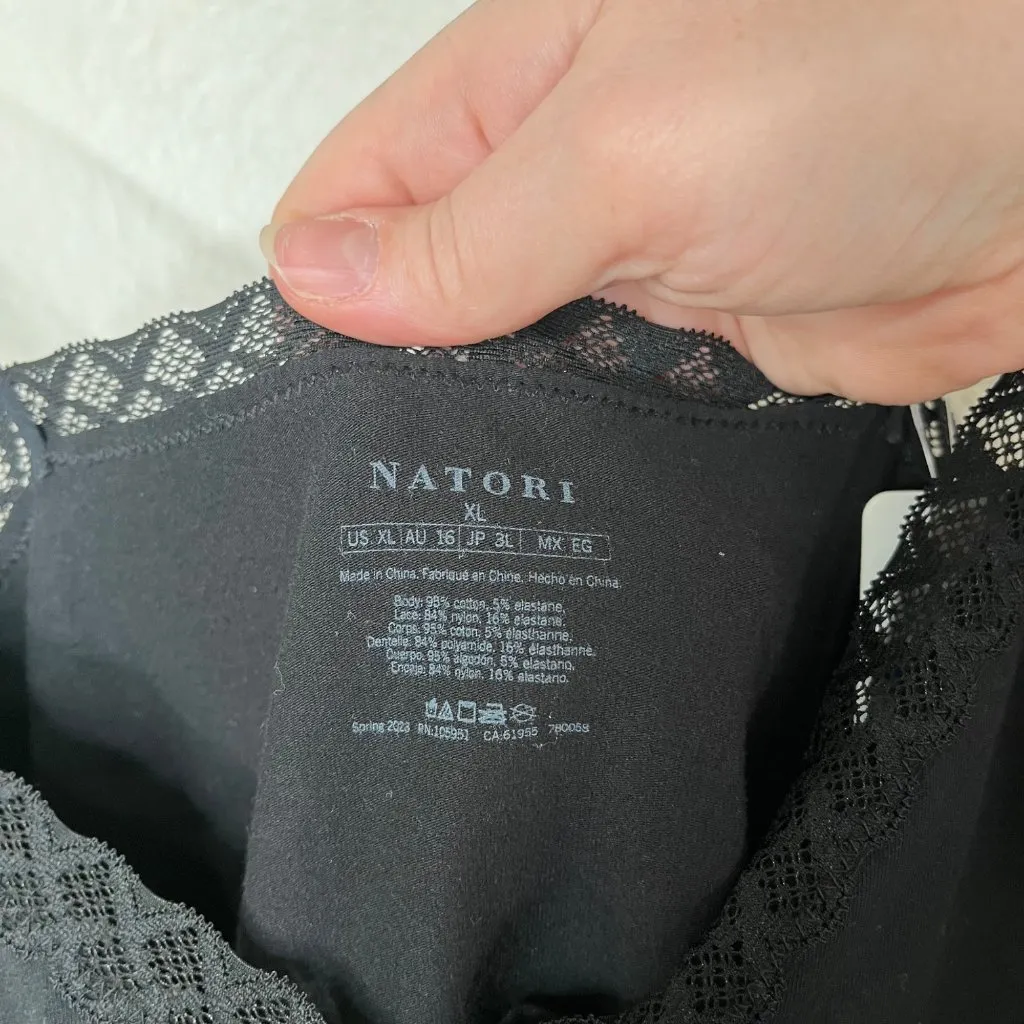 NATORI
XL
US XL AU 16 JP 3L MX EG
Made in China. Fabriqué en Chine. Hecho en China.
Body: 95% cotton, 5% elastane.
Lace: 84% nylon, 16% elastane.
Corps: 95% coton, 5% élasthanne.
Dentelle: 84% polyamide, 16% élasthanne.
Cuerpo: 95% algodón, 5% elastano.
Encaje: 84% nylon, 16% elastano.
Spring 2023 RN:105951 CA:61955 780058